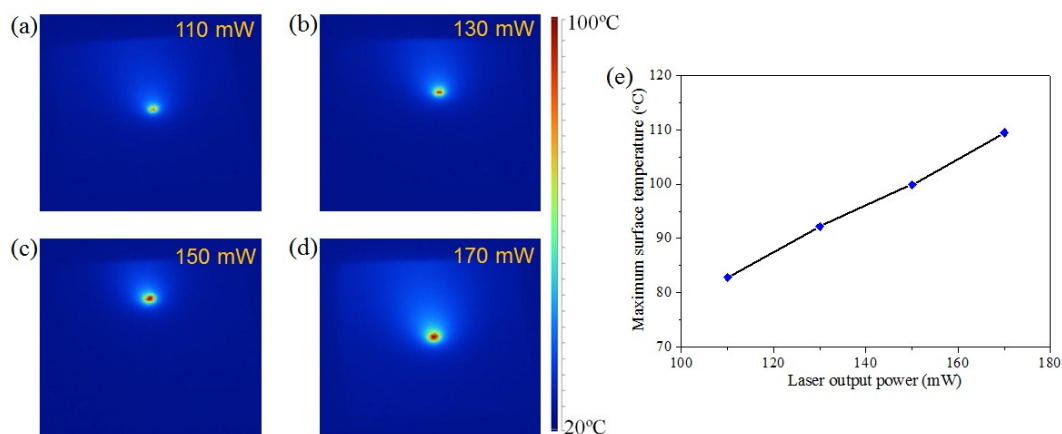 (a)
110 mW
(b)
130 mW
100ºC
(c)
150 mW
(d)
170 mW
20ºC
(e)
Maximum surface temperature (ºC)
120
110
100
90
80
70
100
120
140
160
180
Laser output power (mW)